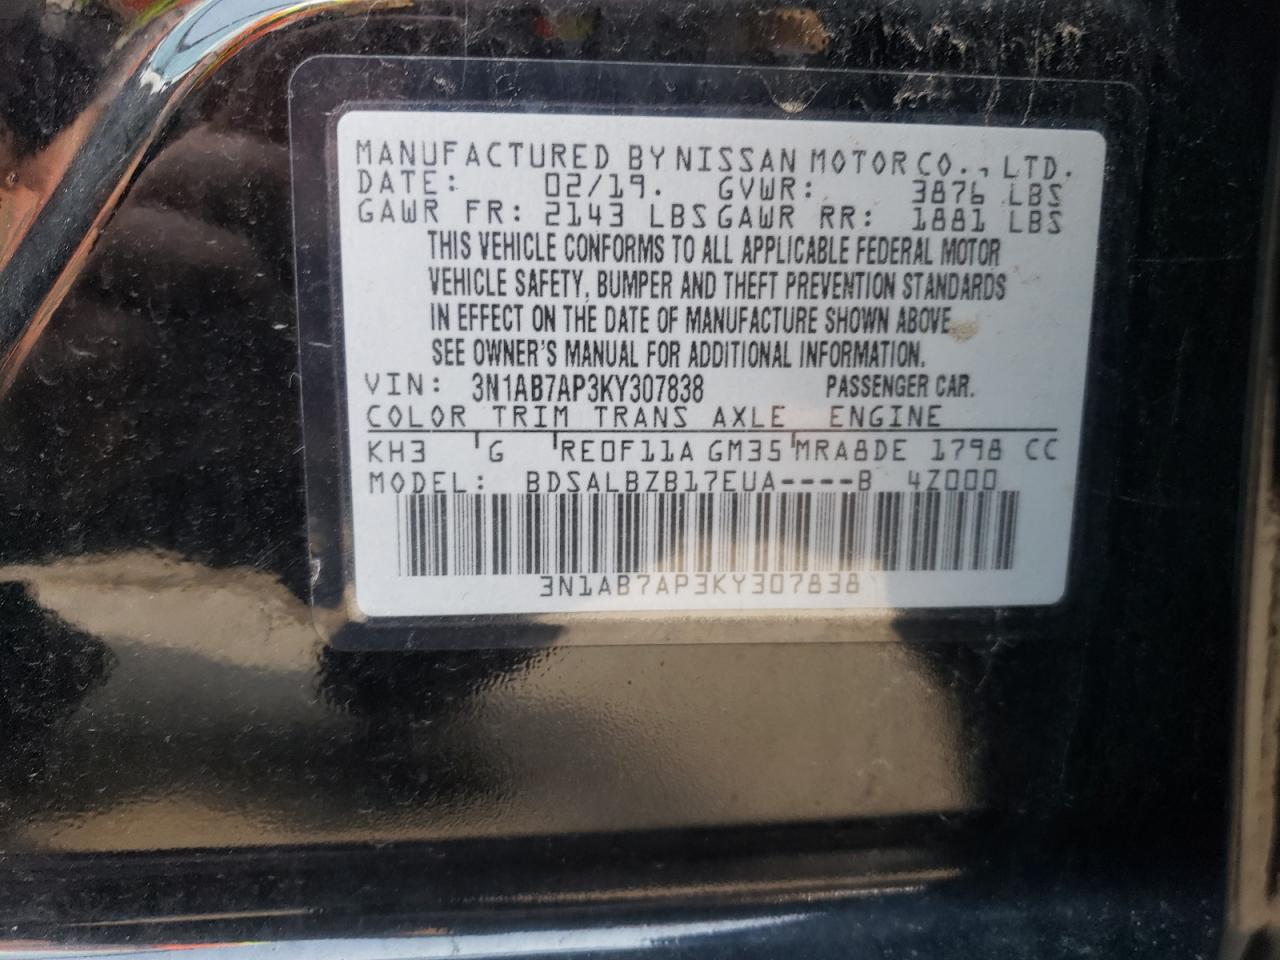 MANUFACTURED BY NISSAN MOTOR CO., LTD.
DATE: 02/19. GVWR: 3876 LBS
GAWR FR: 2143 LBS GAWR RR: 1881 LBS
THIS VEHICLE CONFORMS TO ALL APPLICABLE FEDERAL MOTOR
VEHICLE SAFETY, BUMPER AND THEFT PREVENTION STANDARDS
IN EFFECT ON THE DATE OF MANUFACTURE SHOWN ABOVE.
SEE OWNER'S MANUAL FOR ADDITIONAL INFORMATION.
VIN: 3N1AB7AP3KY307838 PASSENGER CAR.
COLOR TRIM TRANS AXLE ENGINE
KH3 G RE0F11A GM35 MRA8DE 1798 CC
MODEL: BDSALBZB17EUA----B 4Z000
3N1AB7AP3KY307838